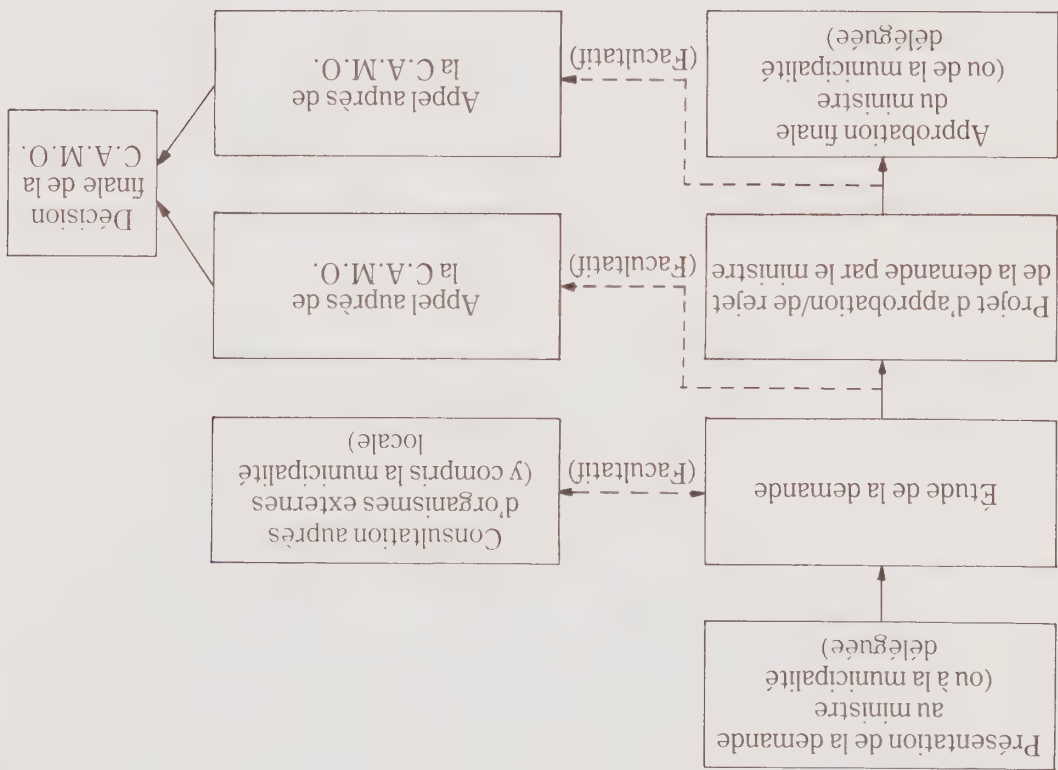 Présentation de la demande
au ministre
(ou à la municipalité
déléguée)
Étude de la demande
(Facultatif)
Consultation auprès
d'organismes externes
(y compris la municipalité
locale)
Projet d'approbation/de rejet
de la demande par le ministre
(Facultatif)
Appel auprès de
la C.A.M.O.
Approbation finale
du ministre
(ou de la municipalité
déléguée)
(Facultatif)
Appel auprès de
la C.A.M.O.
Décision
finale de la
C.A.M.O.